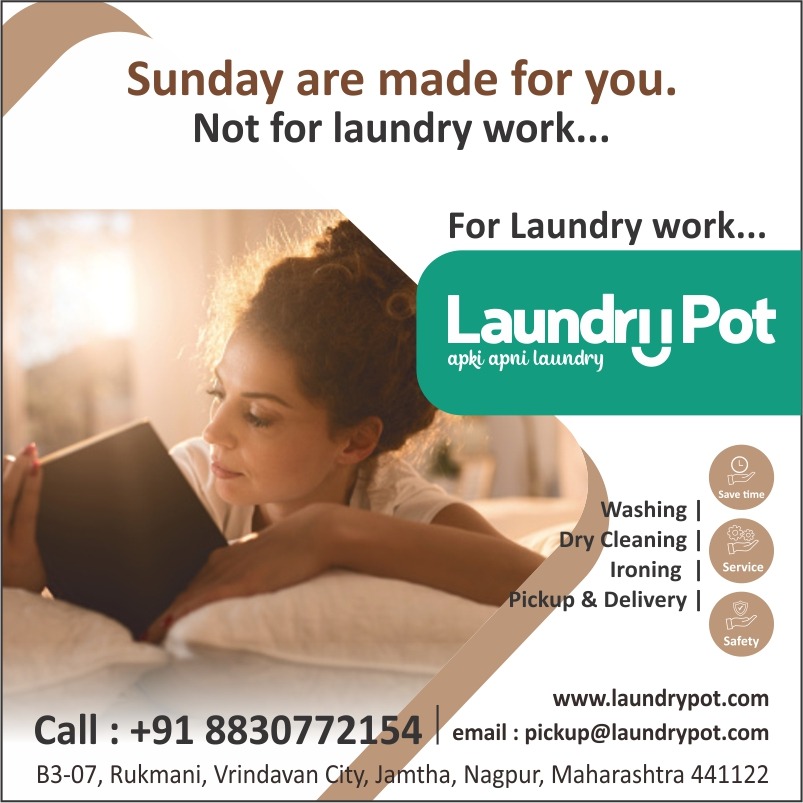 Sunday are made for you.
Not for laundry work...
For Laundry work...
Laundry Pot
apki apni laundry
Save time
Washing |
Dry Cleaning |
Service
Ironing |
Pickup & Delivery |
Safety
www.laundrypot.com
Call : +91 8830772154 | email : pickup@laundrypot.com
B3-07, Rukmani, Vrindavan City, Jamtha, Nagpur, Maharashtra 441122